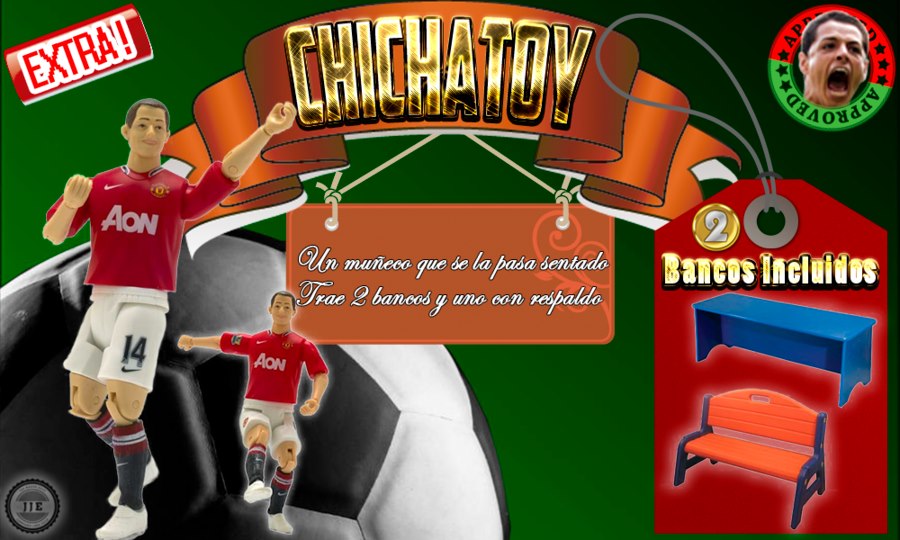 EXTRA!!
CHICHATOY
APPROVED
APPROVED
Un muñeco que se la pasa sentado
Trae 2 bancos y uno con respaldo
2
Bancos incluidos
AON
14
AON
JJE